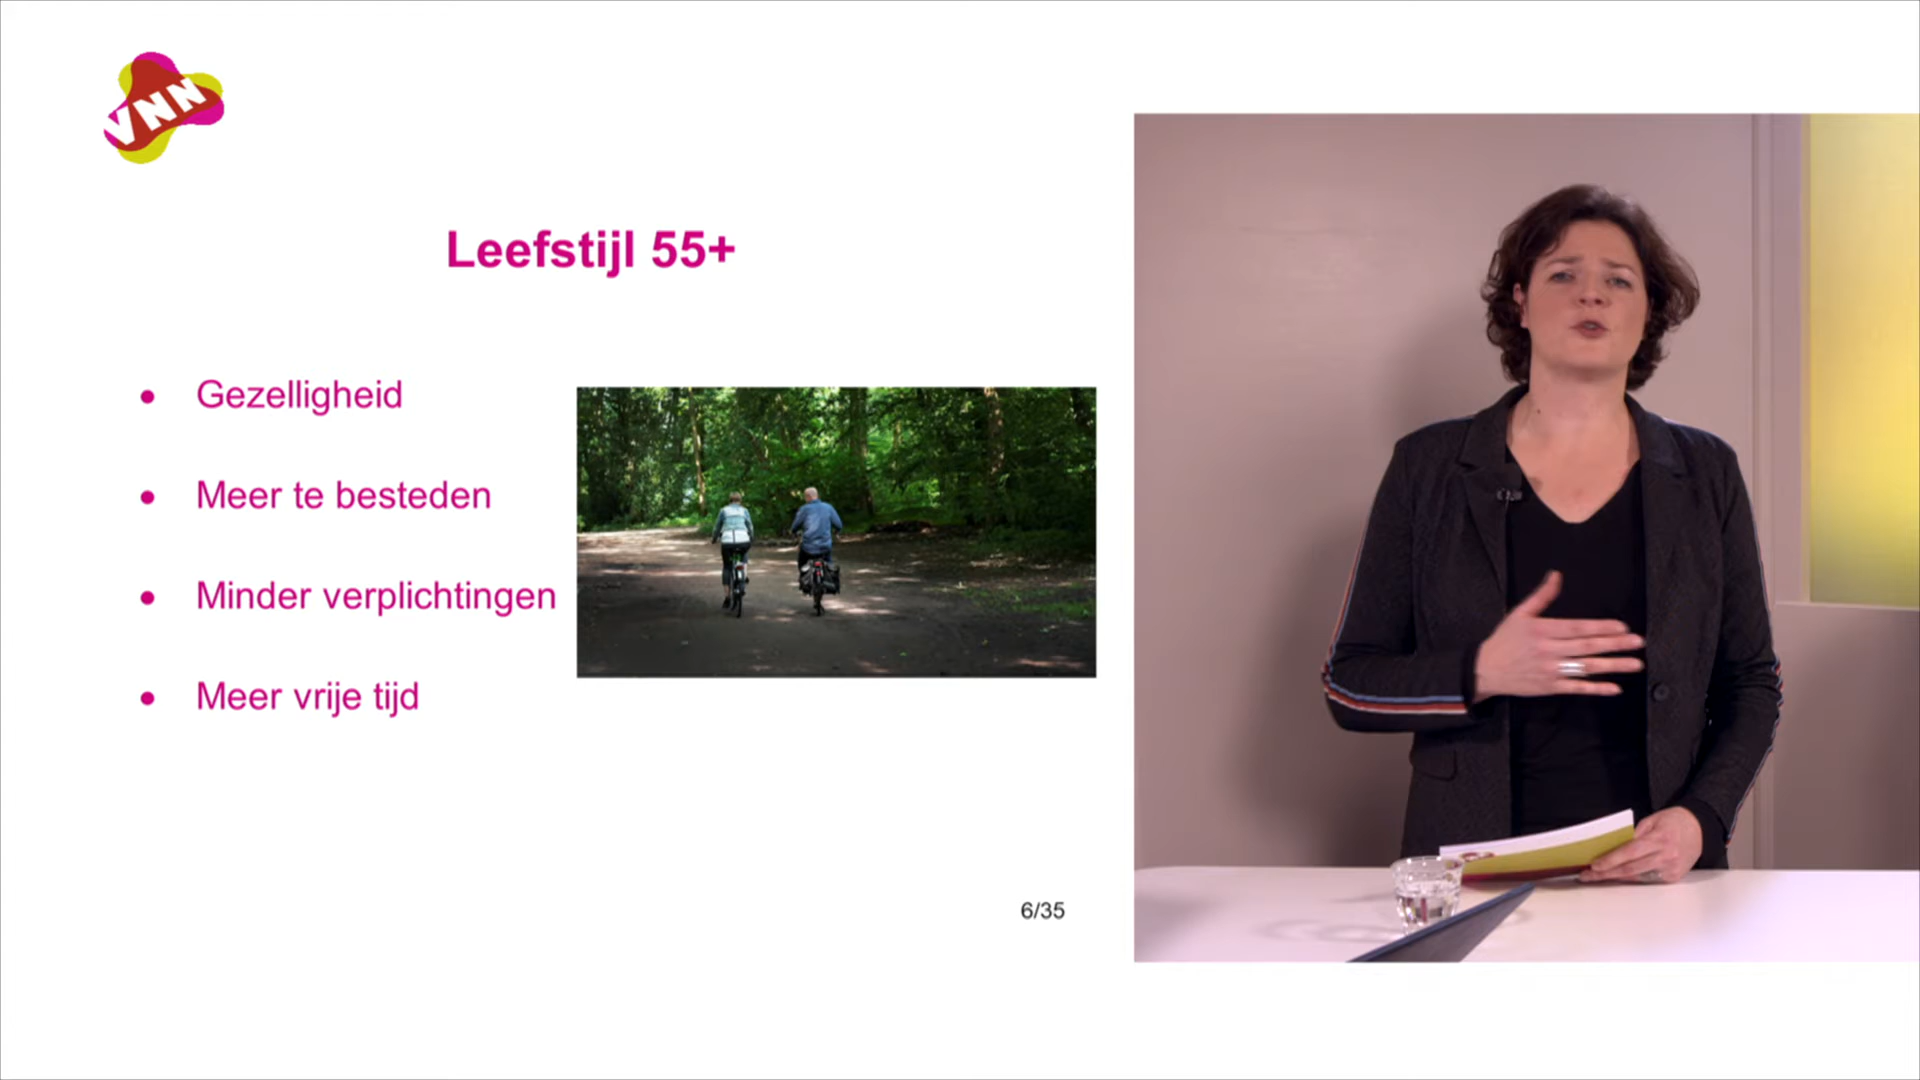 VNN
Leefstijl 55+
• Gezelligheid
• Meer te besteden
• Minder verplichtingen
• Meer vrije tijd
6/35